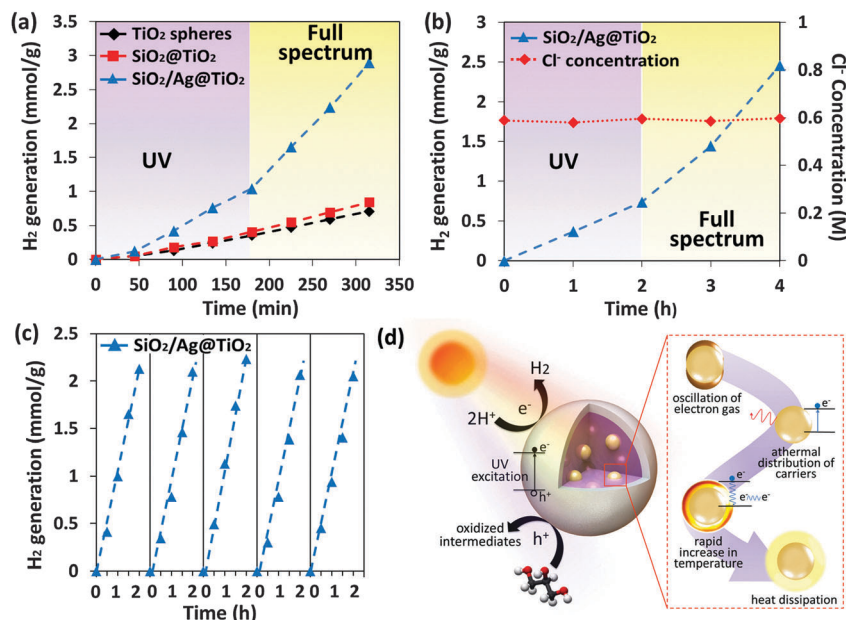 (a)
TiO₂ spheres
SiO₂@TiO₂
SiO₂/Ag@TiO₂
Full
spectrum
UV
H₂ generation (mmol/g)
3.5
3
2.5
2
1.5
1
0.5
0
0 50 100 150 200 250 300 350
Time (min)
(b)
SiO₂/Ag@TiO₂
Cl⁻ concentration
UV
Full
spectrum
H₂ generation (mmol/g)
3
2.5
2
1.5
1
0.5
0
Cl⁻ Concentration (M)
1
0.8
0.6
0.4
0.2
0
0 1 2 3 4
Time (h)
(c)
SiO₂/Ag@TiO₂
H₂ generation (mmol/g)
2.5
2
1.5
1
0.5
0
0 1 2 0 1 2 0 1 2 0 1 2 0 1 2
Time (h)
(d)
H₂
e⁻
2H⁺
e⁻
UV
excitation
h⁺
oxidized
intermediates
h⁺
oscillation of
electron gas
e⁻
athermal
distribution of
carriers
e⁻
e⁻ e⁻
rapid
increase in
temperature
heat dissipation